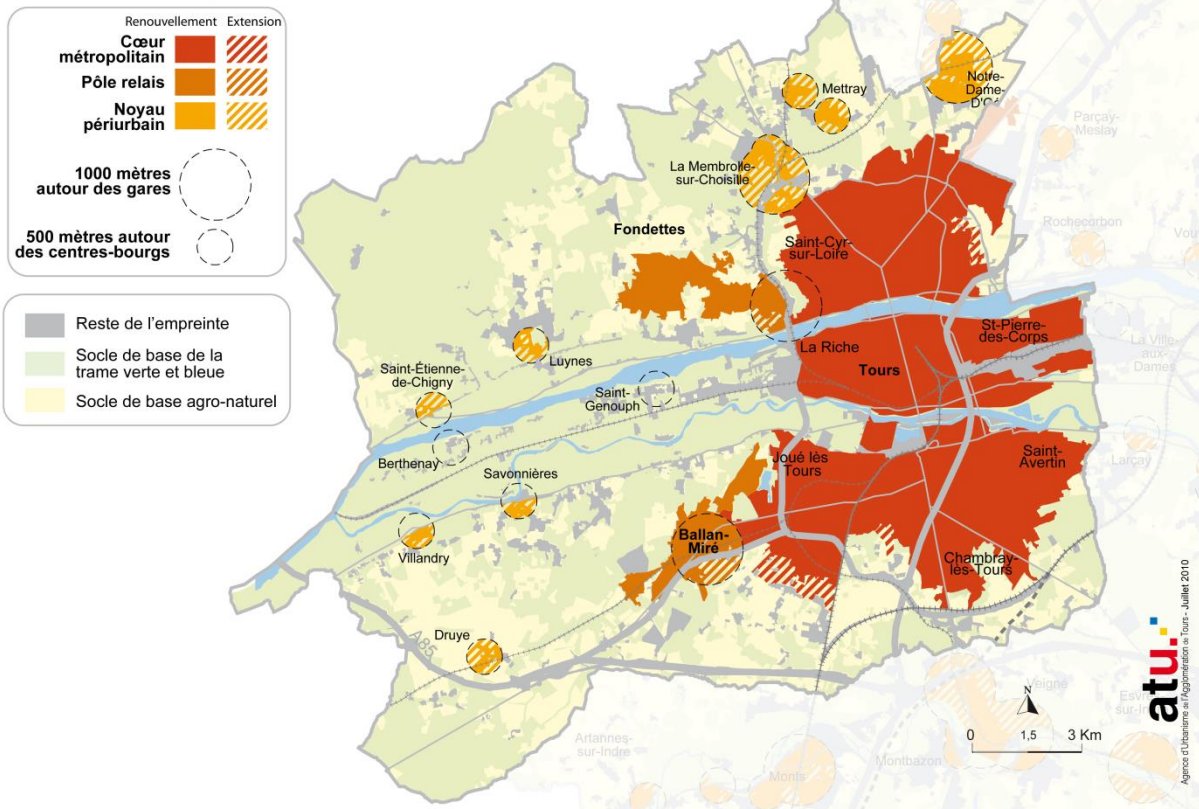 Renouvellement Extension
Cœur
métropolitain
Pôle relais
Noyau
périurbain
1000 mètres
autour des gares
500 mètres autour
des centres-bourgs
Reste de l'empreinte
Socle de base de la
trame verte et bleue
Socle de base agro-naturel
Mettray
Notre-
Dame-
Parçay-
Meslay
La Membrolle-
sur-Choisille
Rochecorbon
Fondettes
Saint-Cyr-
sur-Loire
St-Pierre-
des-Corps
La Ville-
aux-
Dames
Luynes
La Riche
Tours
Saint-Étienne-
de-Chigny
Saint-
Genouph
Berthenay
Savonnières
Joué lès
Tours
Saint-
Avertin
Larçay
Villandry
Ballan-
Miré
Chambray-
lès-Tours
Druye
A85
Veigné
Artannes-
sur-Indre
Monts
Montbazon
N
0 1,5 3 Km
atu.
Agence d'Urbanisme de l'Agglomération de Tours - Juillet 2010